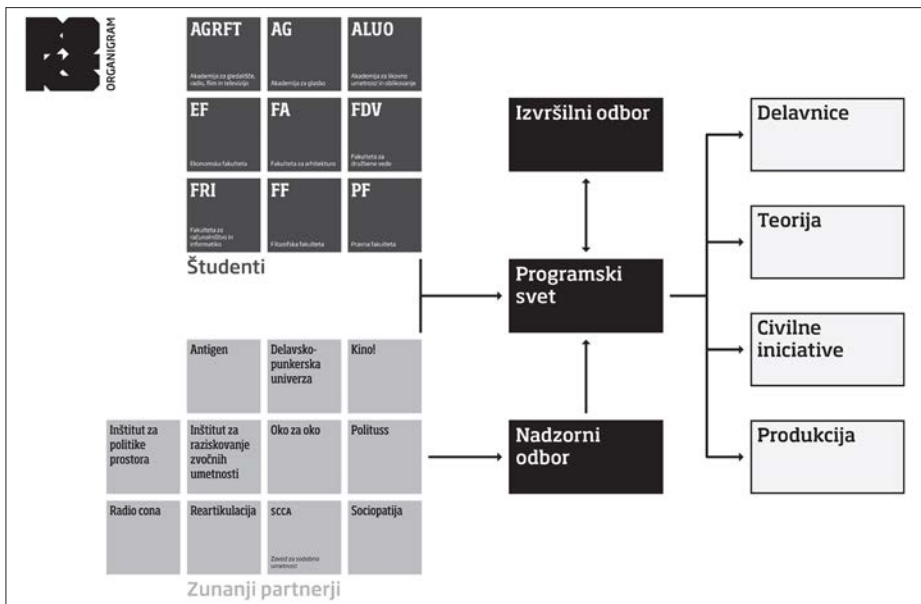 ORGANIGRAM
AGRFT
Akademija za gledališče,
radio, film in televizijo
AG
Akademija za glasbo
ALUO
Akademija za likovno
umetnost in oblikovanje
EF
Ekonomska fakulteta
FA
Fakulteta za arhitekturo
FDV
Fakulteta za
družbene vede
FRI
Fakulteta za
računalništvo in
informatiko
FF
Filozofska fakulteta
PF
Pravna fakulteta
Študenti
Antigen
Delavsko-
punkerska
univerza
Kino!
Inštitut za
politike
prostora
Inštitut za
raziskovanje
zvočnih
umetnosti
Oko za oko
Polituss
Radio cona
Reartikulacija
SCCA
Zavod za sodobno
umetnost
Sociopatija
Zunanji partnerji
Izvršilni odbor
Programski
svet
Nadzorni
odbor
Delavnice
Teorija
Civilne
iniciative
Produkcija